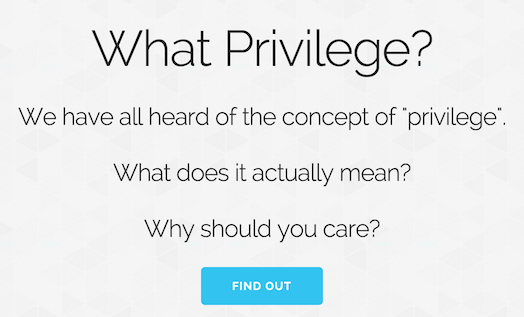 What Privilege?
We have all heard of the concept of "privilege".
What does it actually mean?
Why should you care?
FIND OUT